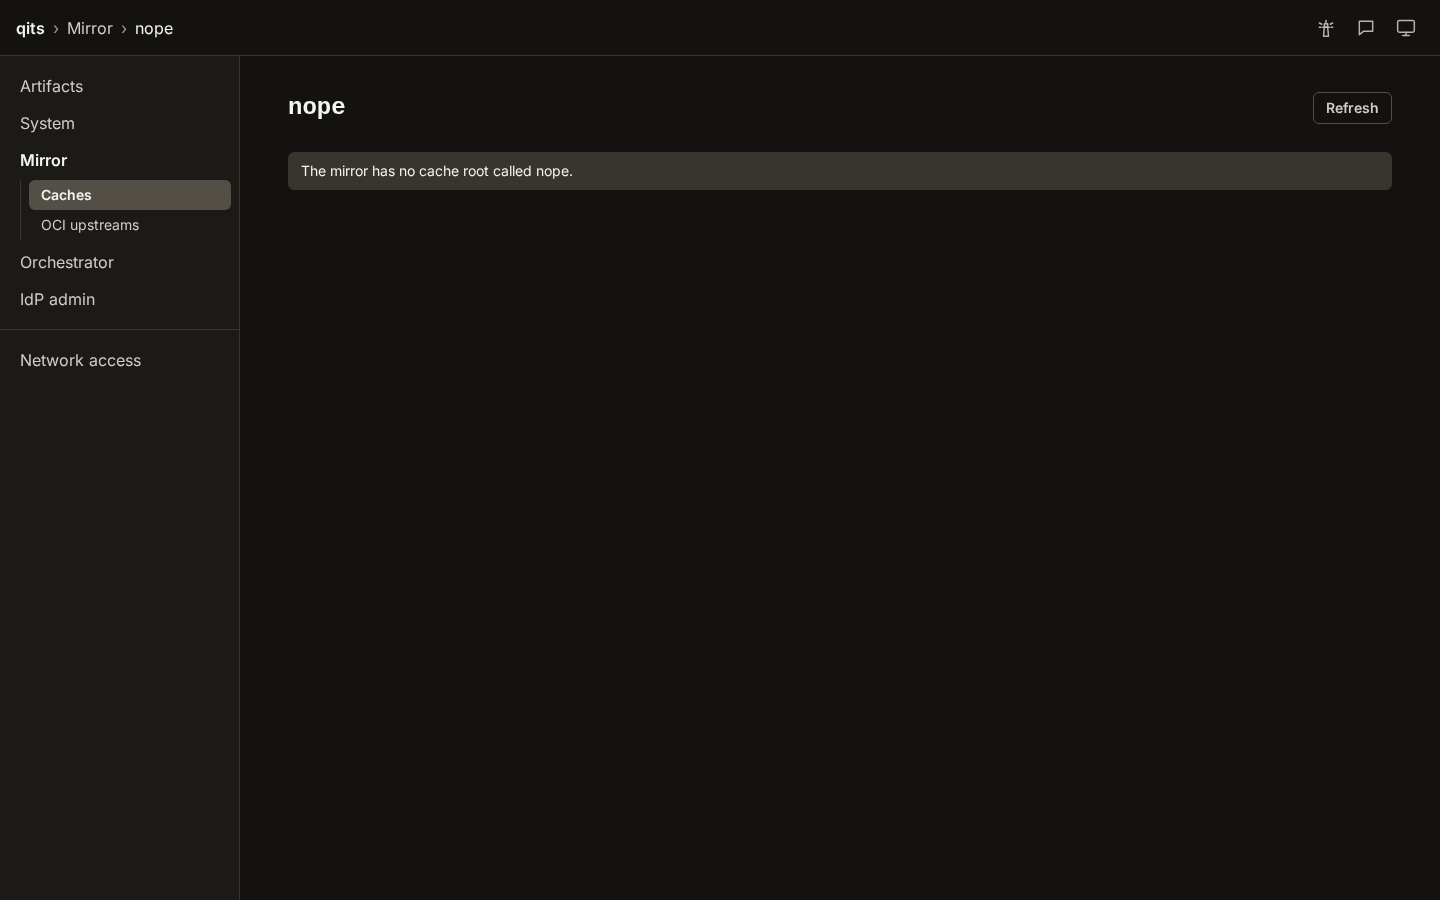 qits › Mirror › nope
Artifacts
System
Mirror
Caches
OCI upstreams
Orchestrator
IdP admin
Network access
nope
Refresh
The mirror has no cache root called nope.